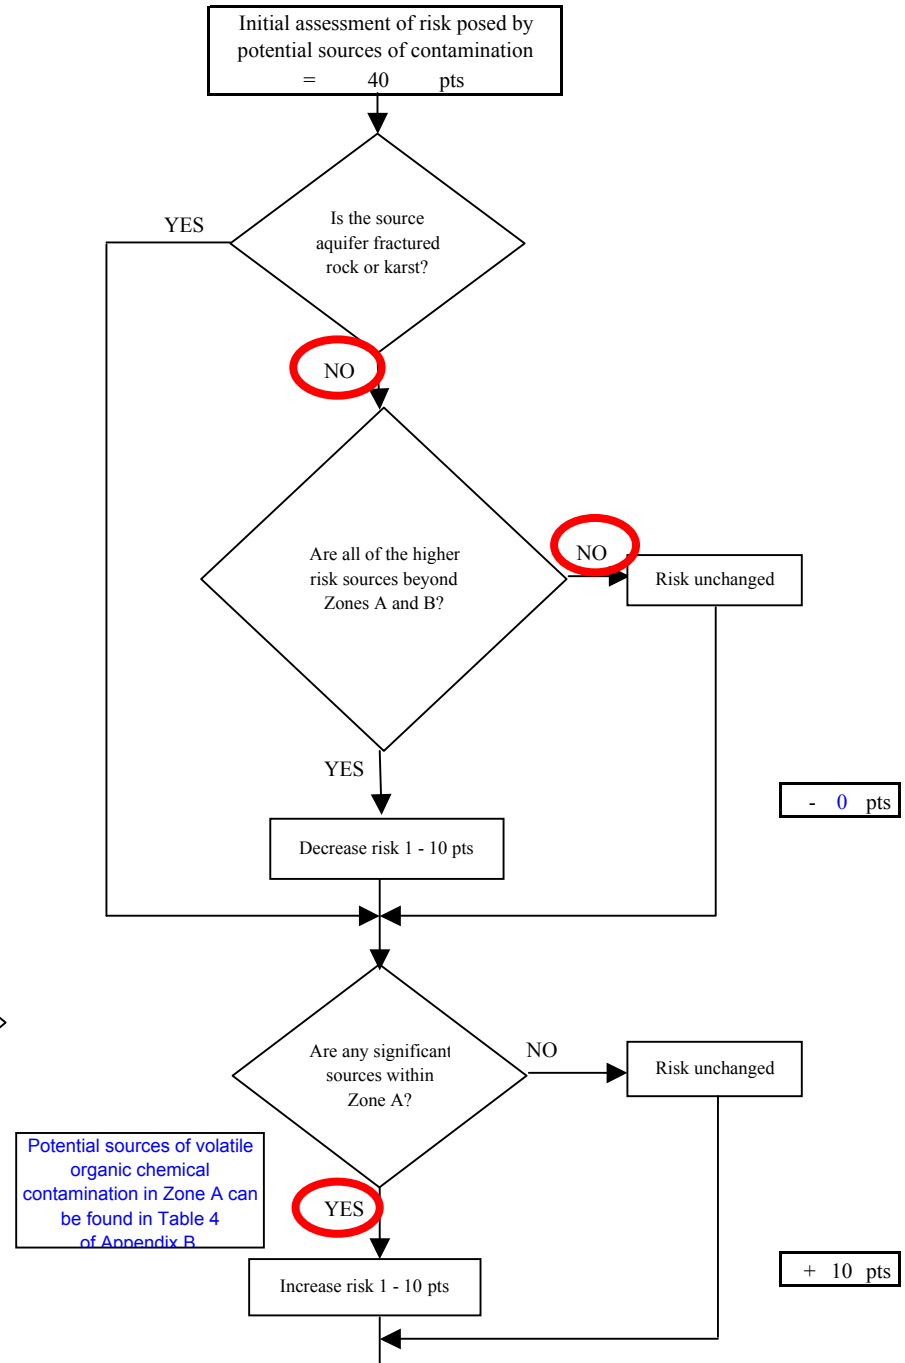 Initial assessment of risk posed by
potential sources of contamination
= 40 pts
YES
Is the source
aquifer fractured
rock or karst?
NO
Are all of the higher
risk sources beyond
Zones A and B?
NO
Risk unchanged
YES
- 0 pts
Decrease risk 1 - 10 pts
Are any significant
sources within
Zone A?
NO
Risk unchanged
Potential sources of volatile
organic chemical
contamination in Zone A can
be found in Table 4
of Appendix B
YES
+ 10 pts
Increase risk 1 - 10 pts